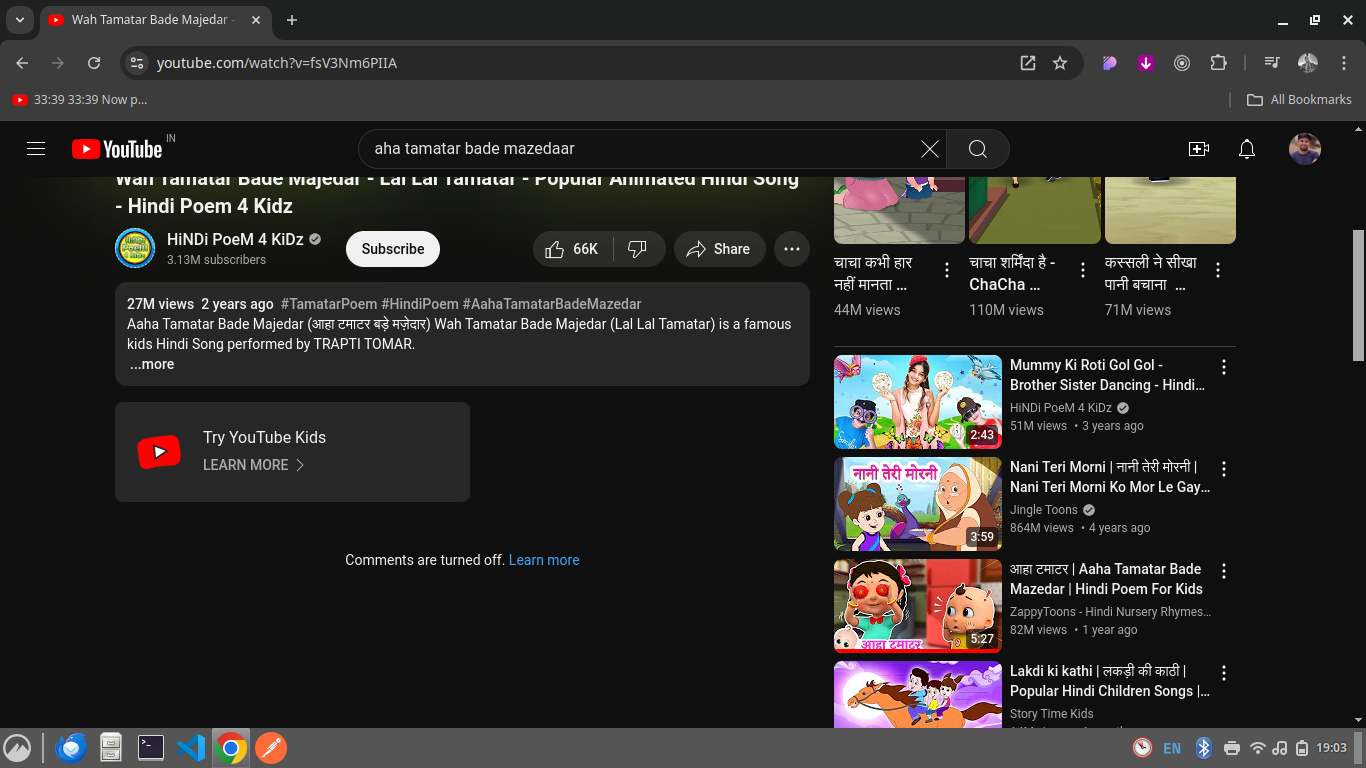 Wah Tamatar Bade Majedar -
youtube.com/watch?v=fsV3Nm6PIIA
33:39 33:39 Now p...
All Bookmarks
YouTube IN
aha tamatar bade mazedaar
Wah Tamatar Bade Majedar - Lal Lal Tamatar - Popular Animated Hindi Song
- Hindi Poem 4 Kidz
HiNDi PoeM 4 KiDz
3.13M subscribers
Subscribe
66K
Share
27M views 2 years ago #TamatarPoem #HindiPoem #AahaTamatarBadeMazedar
Aaha Tamatar Bade Majedar (आहा टमाटर बड़े मज़ेदार) Wah Tamatar Bade Majedar (Lal Lal Tamatar) is a famous
kids Hindi Song performed by TRAPTI TOMAR.
...more
Try YouTube Kids
LEARN MORE
Comments are turned off. Learn more
चाचा कभी हार
नहीं मानता ...
44M views
चाचा शर्मिंदा है -
ChaCha ...
110M views
कस्सली ने सीखा
पानी बचाना ...
71M views
2:43
Mummy Ki Roti Gol Gol -
Brother Sister Dancing - Hindi...
HiNDi PoeM 4 KiDz
51M views • 3 years ago
नानी तेरी मोरनी
3:59
Nani Teri Morni | नानी तेरी मोरनी |
Nani Teri Morni Ko Mor Le Gay...
Jingle Toons
864M views • 4 years ago
आहा टमाटर
5:27
आहा टमाटर | Aaha Tamatar Bade
Mazedar | Hindi Poem For Kids
ZappyToons - Hindi Nursery Rhymes...
82M views • 1 year ago
Lakdi ki kathi | लकड़ी की काठी |
Popular Hindi Children Songs |...
Story Time Kids
EN
19:03